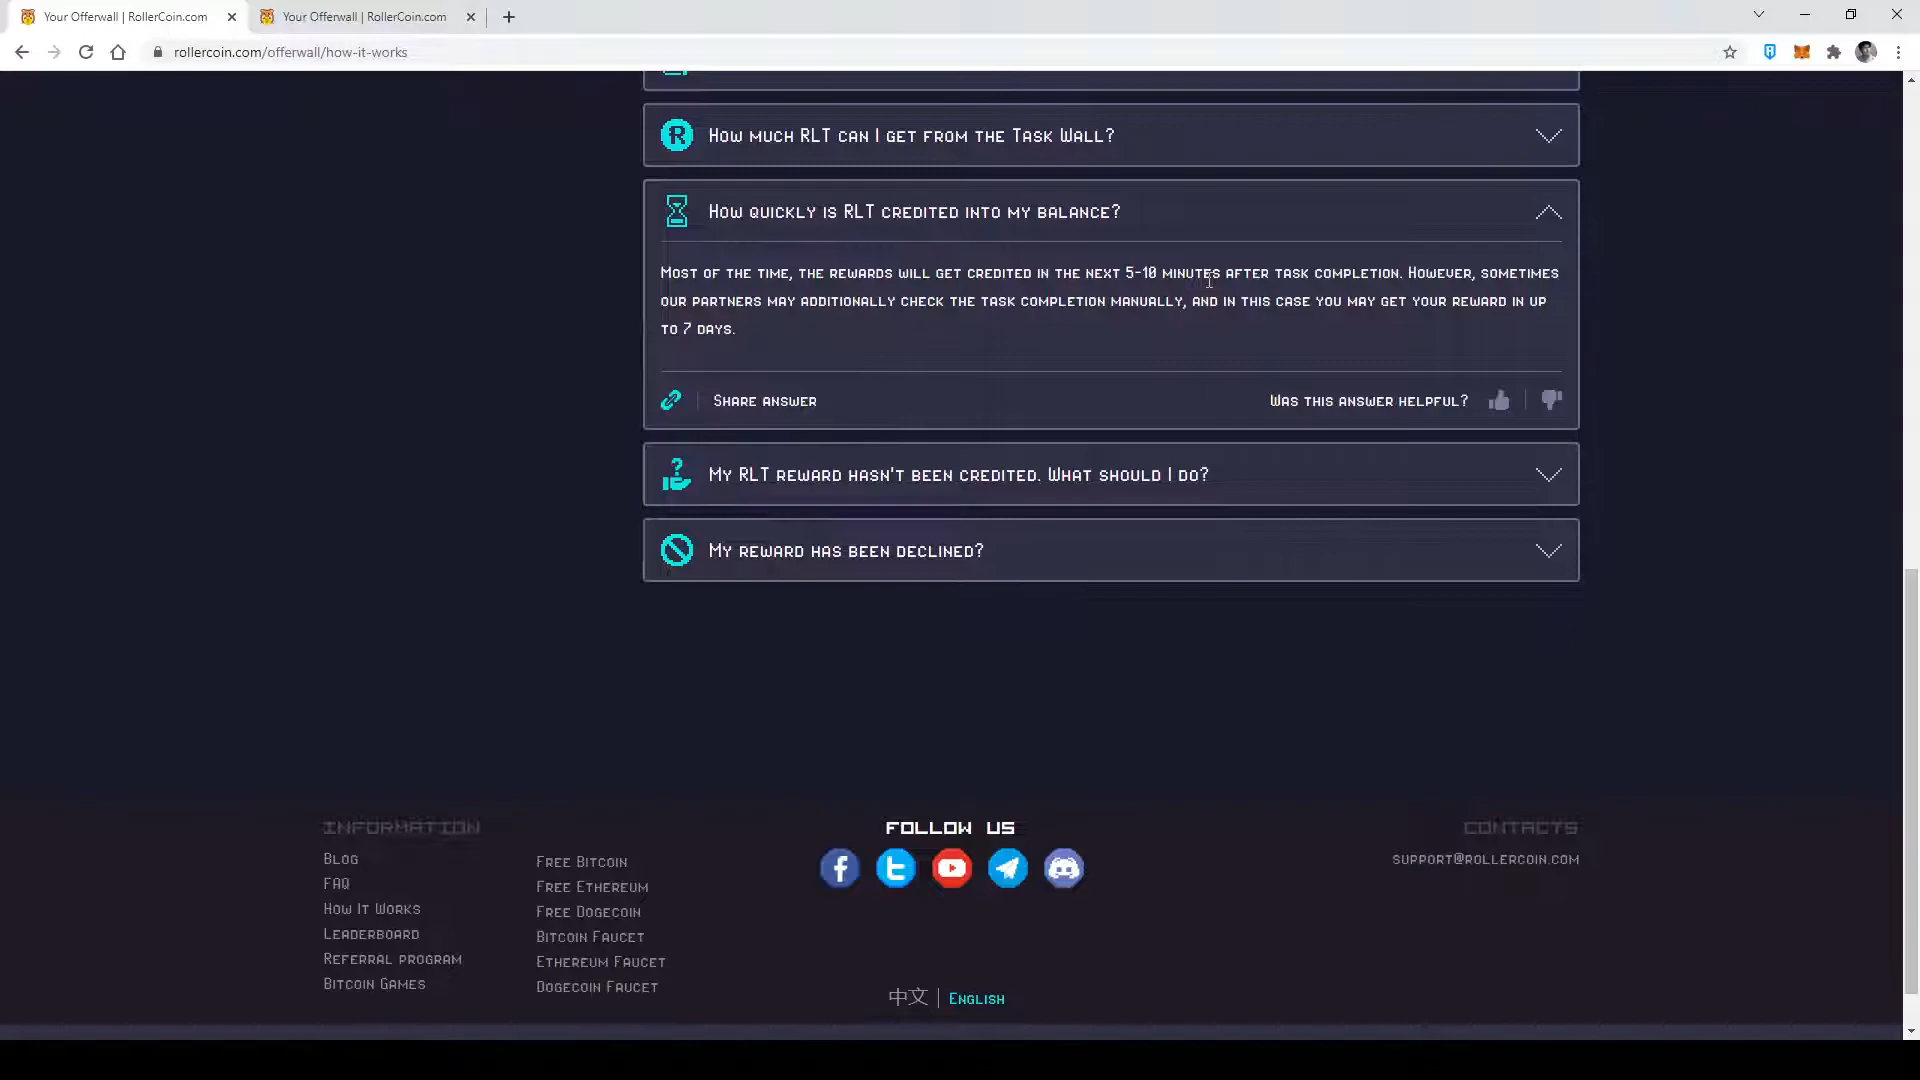 Your Offerwall | RollerCoin.com
Your Offerwall | RollerCoin.com
rollercoin.com/offerwall/how-it-works
How much RLT can I get from the Task Wall?
How quickly is RLT credited into my balance?
Most of the time, the rewards will get credited in the next 5-10 minutes after task completion. However, sometimes
our partners may additionally check the task completion manually, and in this case you may get your reward in up
to 7 days.
Share answer
Was this answer helpful?
My RLT reward hasn't been credited. What should I do?
My reward has been declined?
INFORMATION
Blog
FAQ
How It Works
Leaderboard
Referral program
Bitcoin Games
Free Bitcoin
Free Ethereum
Free Dogecoin
Bitcoin Faucet
Ethereum Faucet
Dogecoin Faucet
FOLLOW US
中文 | English
CONTACTS
support@rollercoin.com